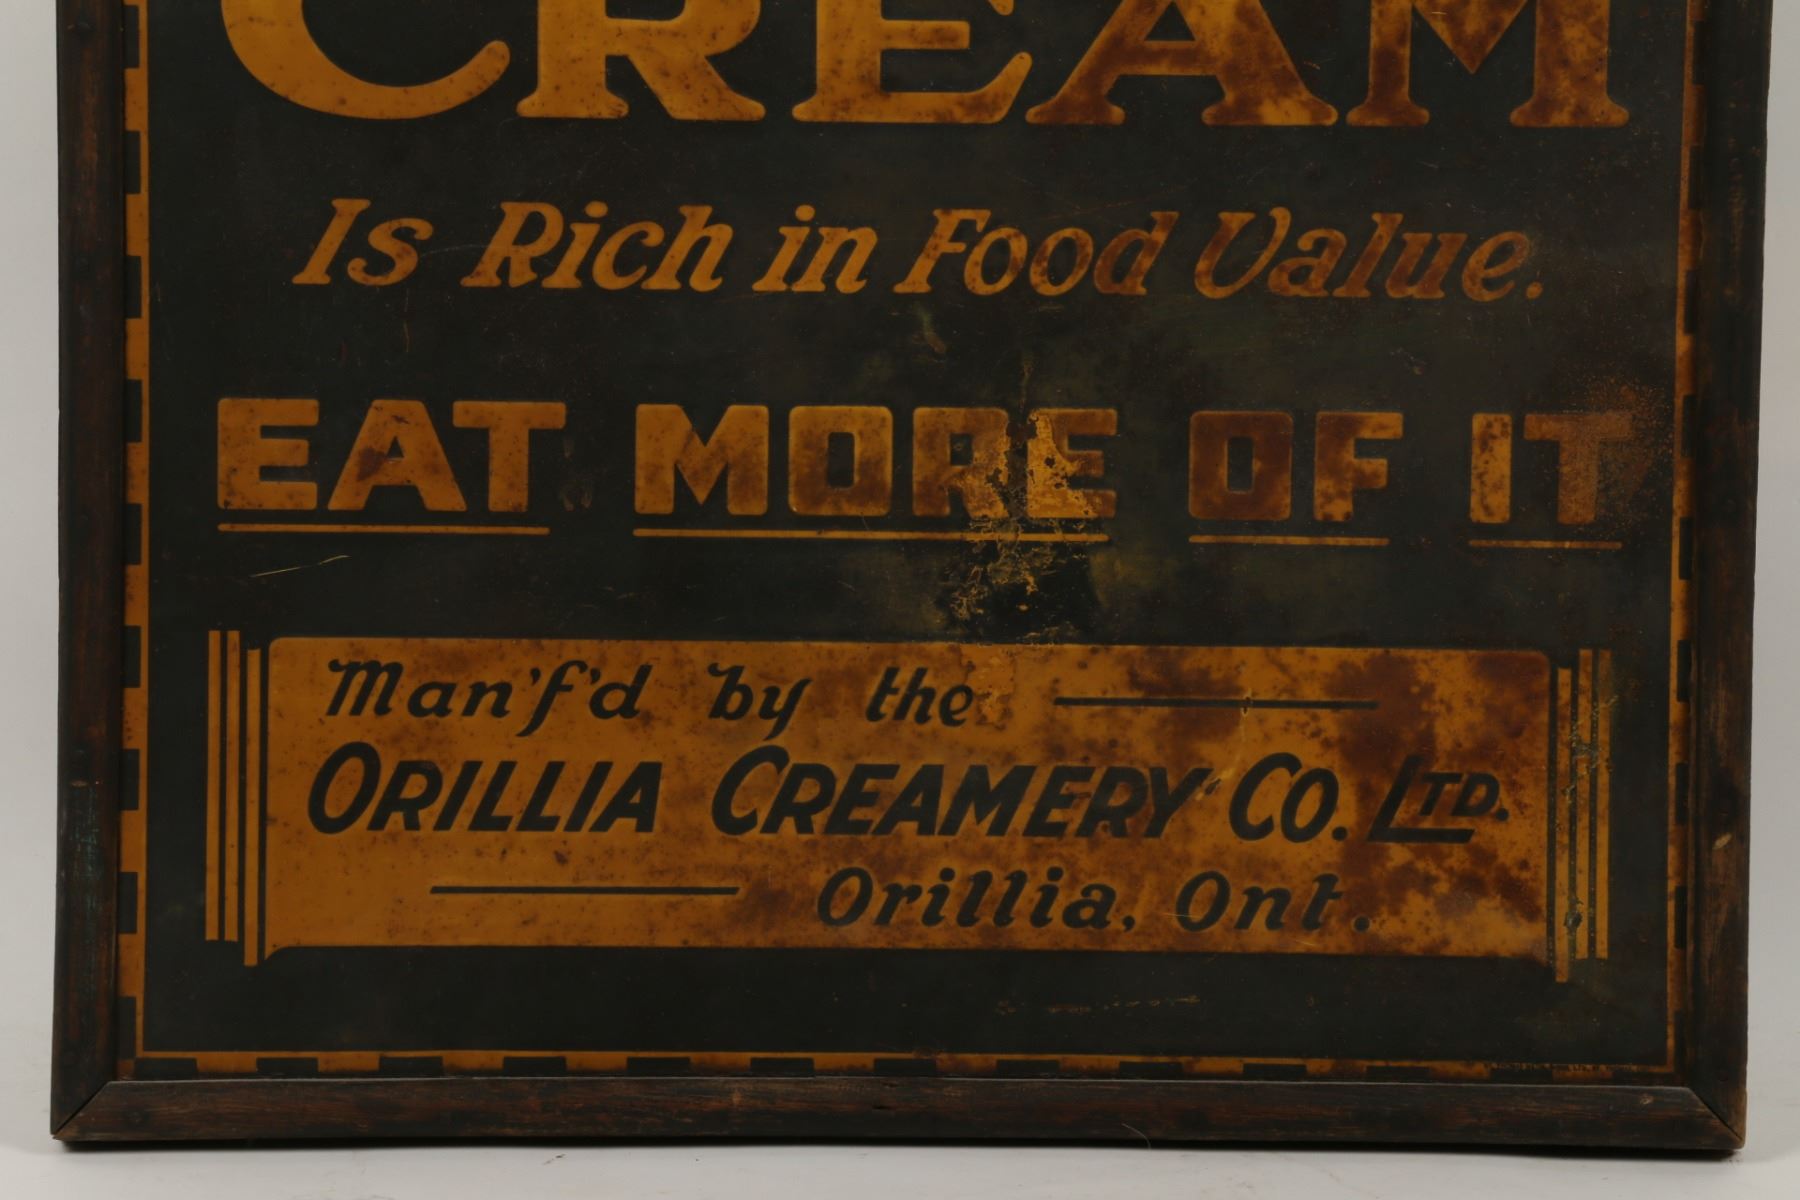 CREAM
Is Rich in Food Value.
EAT MORE OF IT
Man'f'd by the
ORILLIA CREAMERY CO. LTD.
Orillia, Ont.